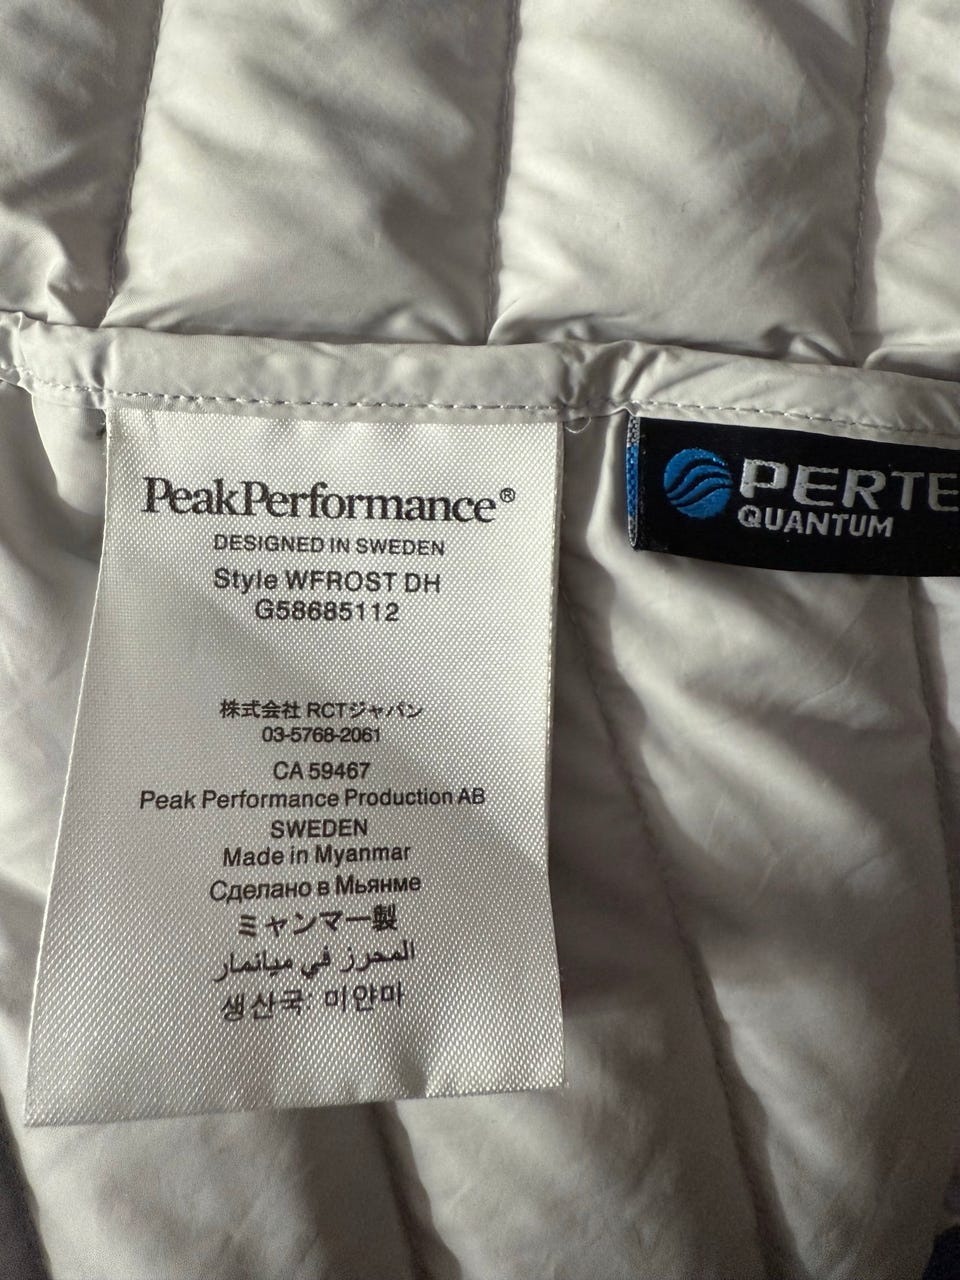 PeakPerformance®
DESIGNED IN SWEDEN
Style WFROST DH
G58685112
株式会社 RCTジャパン
03-5768-2061
CA 59467
Peak Performance Production AB
SWEDEN
Made in Myanmar
Сделано в Мьянме
ミャンマー製
المحرز في ميانمار
생산국: 미얀마
PERTE
QUANTUM